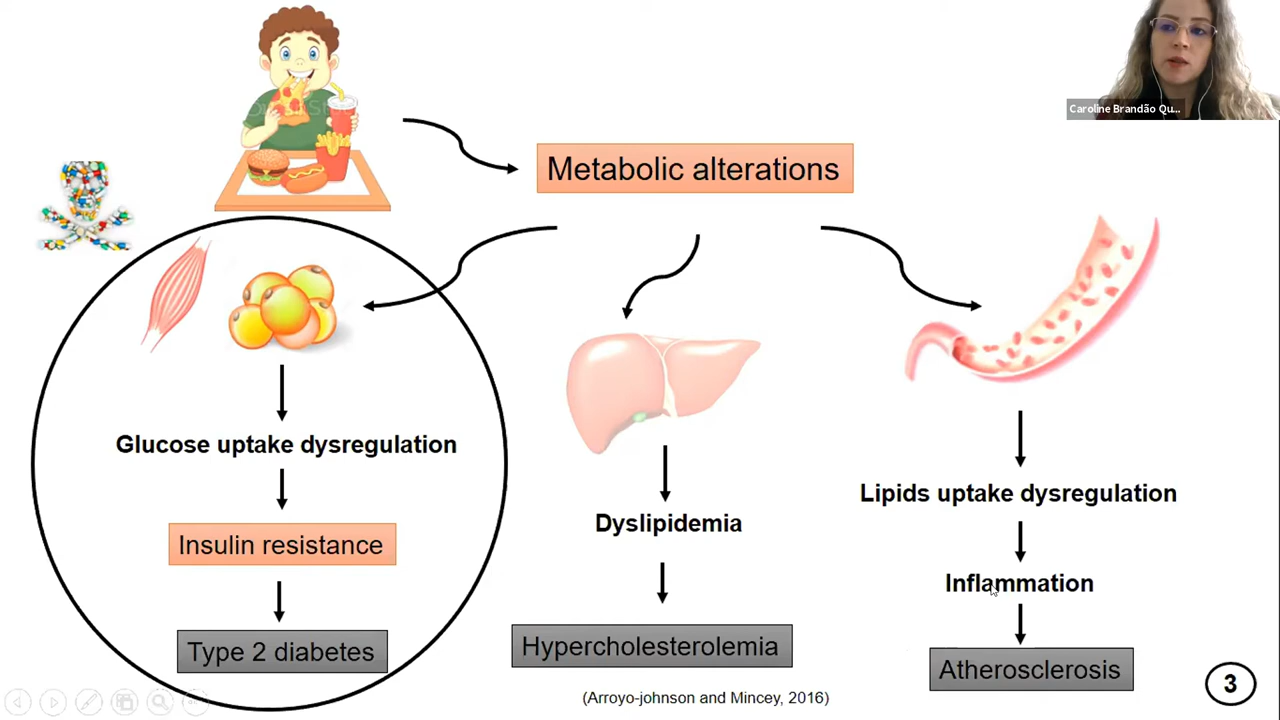 Caroline Brandão Qu...
Metabolic alterations
Glucose uptake dysregulation
Insulin resistance
Type 2 diabetes
Dyslipidemia
Hypercholesterolemia
Lipids uptake dysregulation
Inflammation
Atherosclerosis
(Arroyo-johnson and Mincey, 2016)
3